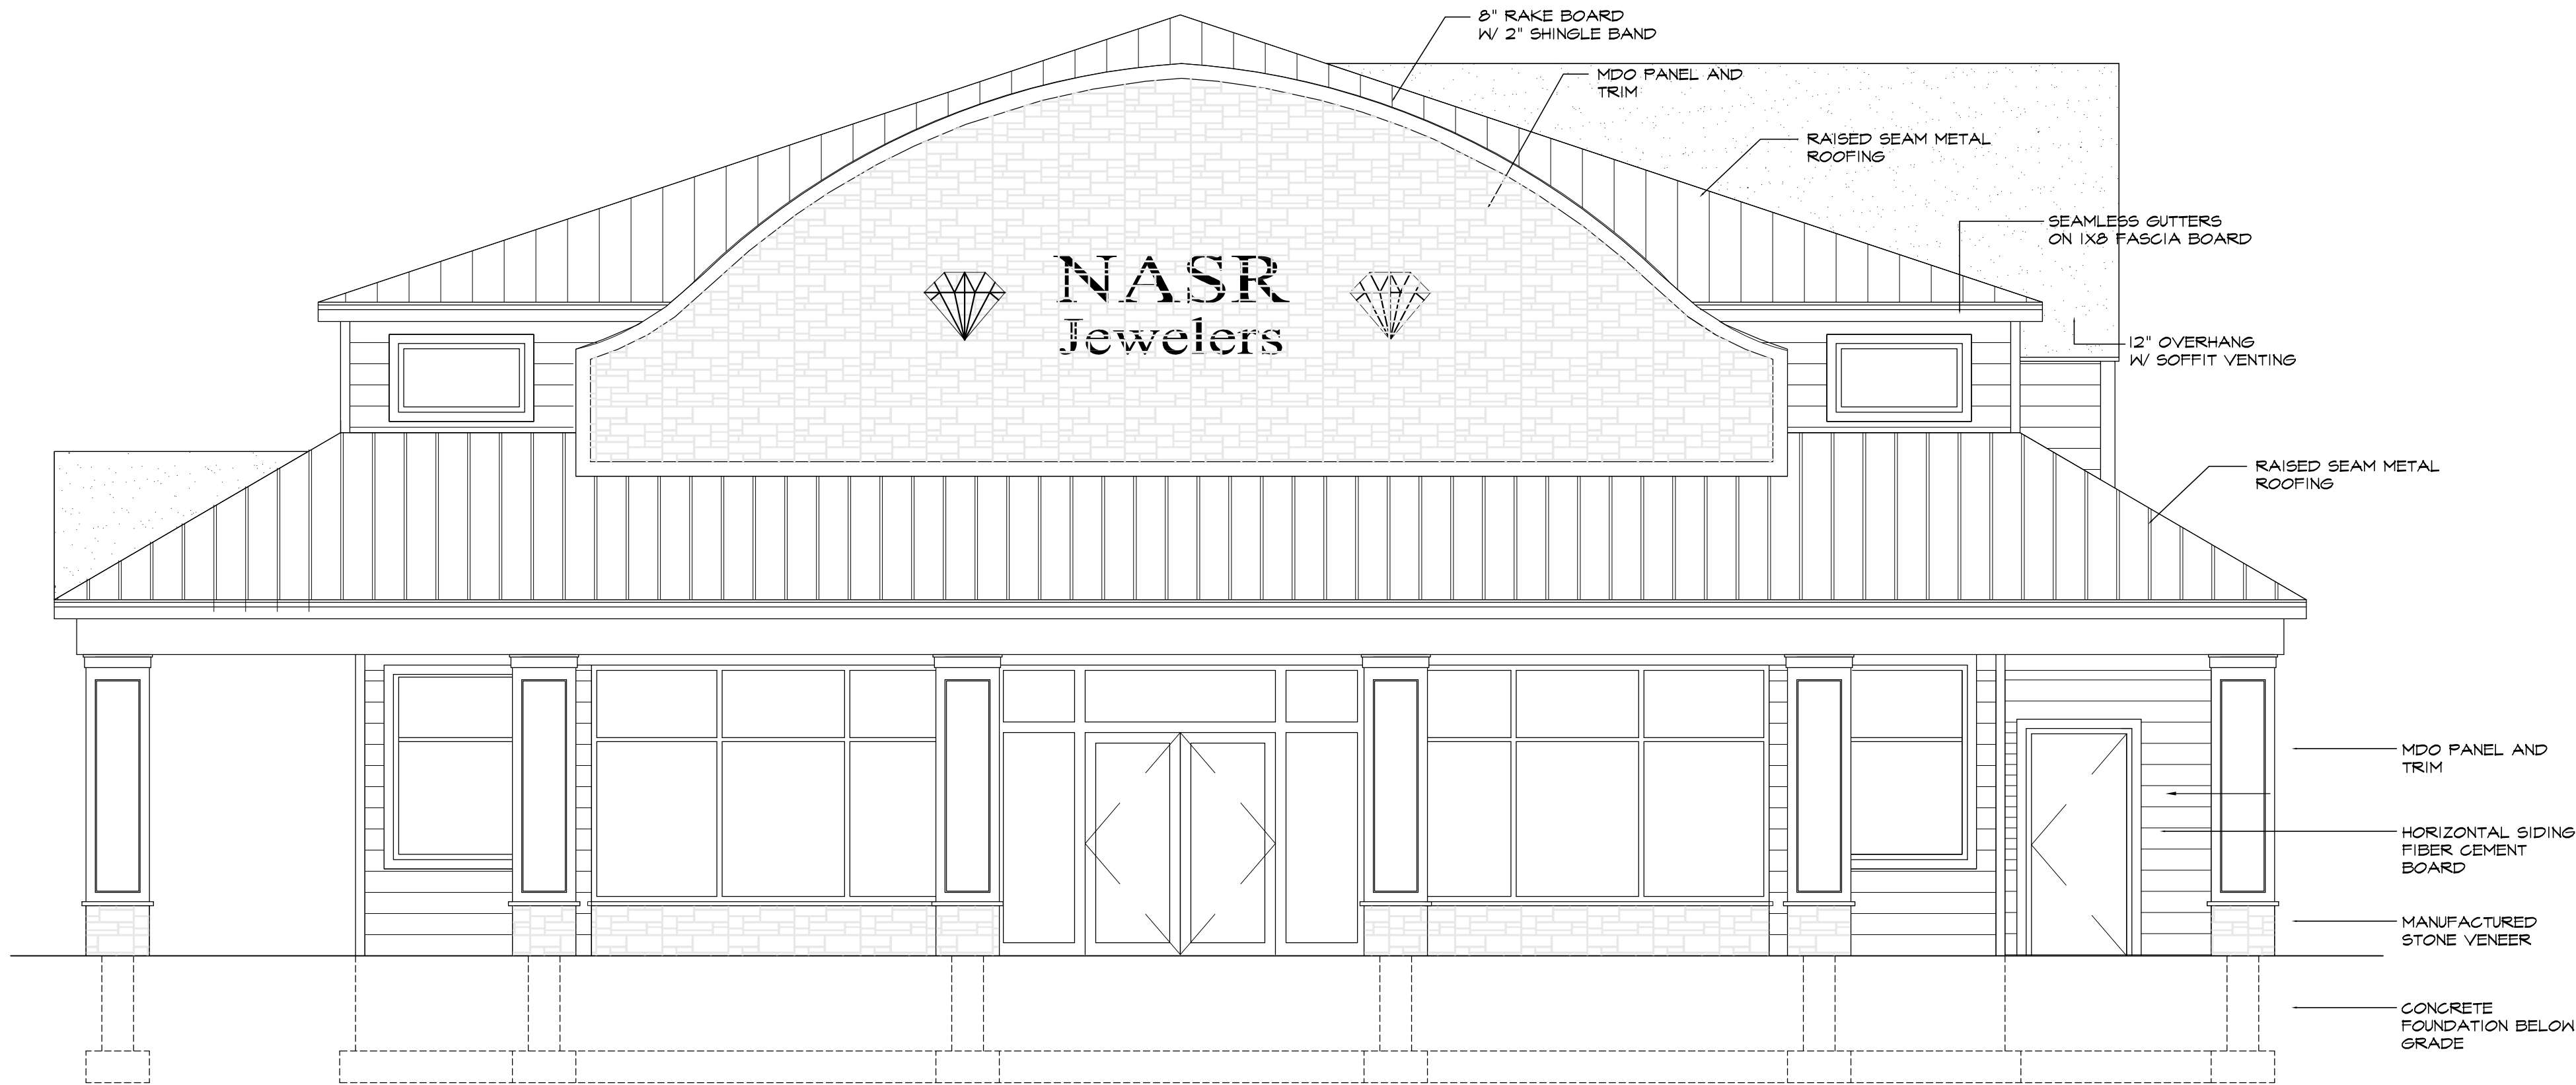 8" RAKE BOARD
W/ 2" SHINGLE BAND
MDO PANEL AND
TRIM
RAISED SEAM METAL
ROOFING
SEAMLESS GUTTERS
ON 1X8 FASCIA BOARD
NASR
Jewelers
12" OVERHANG
W/ SOFFIT VENTING
RAISED SEAM METAL
ROOFING
MDO PANEL AND
TRIM
HORIZONTAL SIDING
FIBER CEMENT
BOARD
MANUFACTURED
STONE VENEER
CONCRETE
FOUNDATION BELOW
GRADE